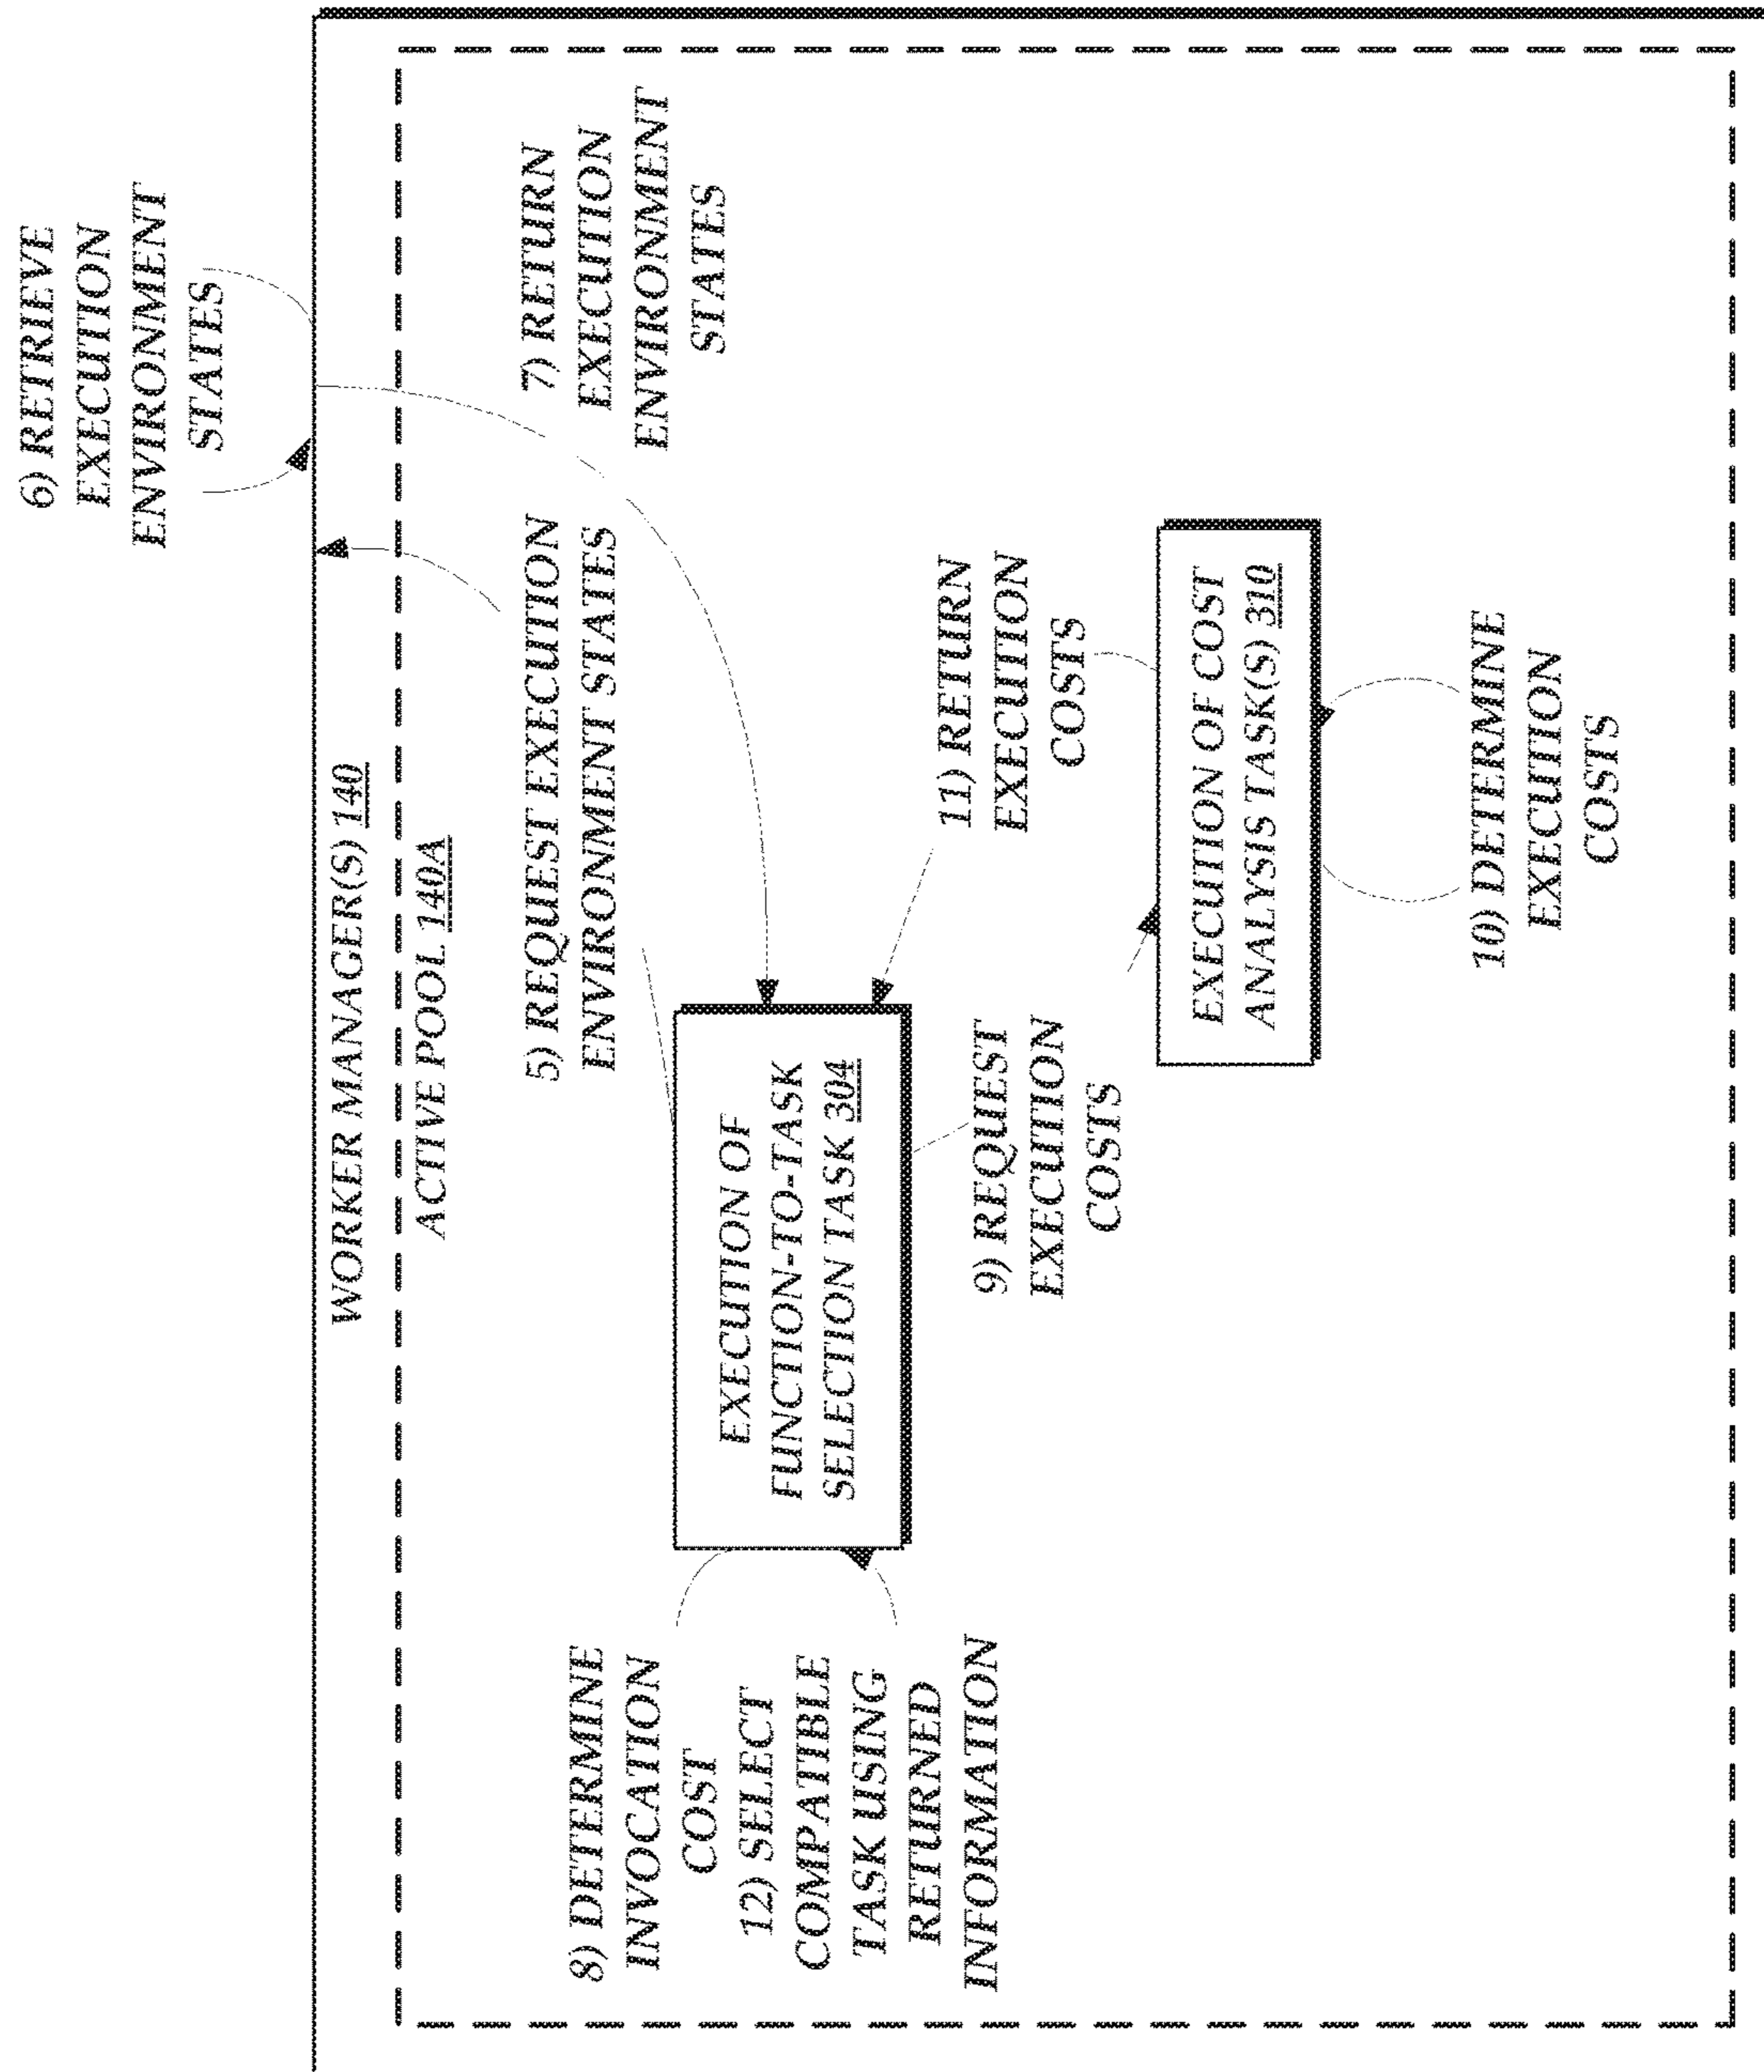 6) RETRIEVE
EXECUTION
ENVIRONMENT
STATES
WORKER MANAGER(S) 140
ACTIVE POOL 140A
5) REQUEST EXECUTION
ENVIRONMENT STATES
7) RETURN
EXECUTION
ENVIRONMENT
STATES
8) DETERMINE
INVOCATION
COST
12) SELECT
COMPATIBLE
TASK USING
RETURNED
INFORMATION
EXECUTION OF
FUNCTION-TO-TASK
SELECTION TASK 304
9) REQUEST
EXECUTION
COSTS
11) RETURN
EXECUTION
COSTS
EXECUTION OF COST
ANALYSIS TASK(S) 310
10) DETERMINE
EXECUTION
COSTS